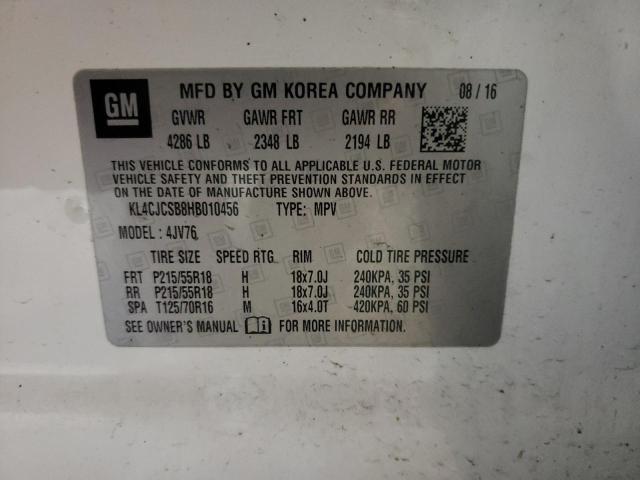 GM MFD BY GM KOREA COMPANY 08 / 16
GVWR GAWR FRT GAWR RR
4286 LB 2348 LB 2194 LB
THIS VEHICLE CONFORMS TO ALL APPLICABLE U.S. FEDERAL MOTOR
VEHICLE SAFETY AND THEFT PREVENTION STANDARDS IN EFFECT
ON THE DATE OF MANUFACTURE SHOWN ABOVE.
KL4CJCSB8HB010456 TYPE: MPV
MODEL : 4JV76
TIRE SIZE SPEED RTG RIM COLD TIRE PRESSURE
FRT P215/55R18 H 18x7.0J 240KPA, 35 PSI
RR P215/55R18 H 18x7.0J 240KPA, 35 PSI
SPA T125/70R16 M 16x4.0T 420KPA, 60 PSI
SEE OWNER'S MANUAL FOR MORE INFORMATION.